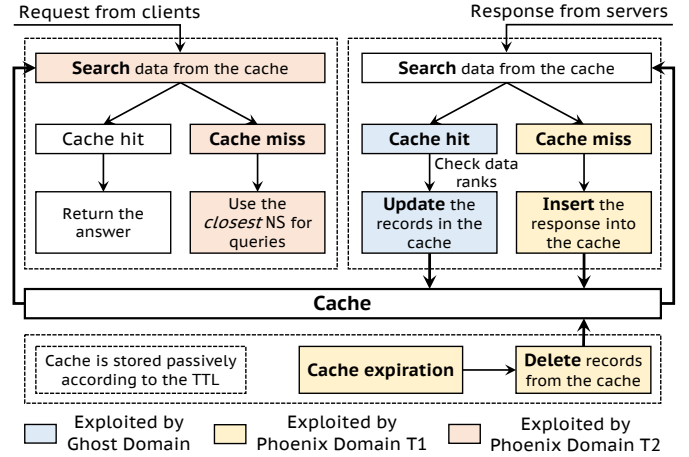 Request from clients
Response from servers
Search data from the cache
Search data from the cache
Cache hit
Cache miss
Cache hit
Cache miss
Check data
ranks
Return the
answer
Use the
closest NS for
queries
Update the
records in the
cache
Insert the
response into
the cache
Cache
Cache is stored passively
according to the TTL
Cache expiration
Delete records
from the cache
Exploited by
Ghost Domain
Exploited by
Phoenix Domain T1
Exploited by
Phoenix Domain T2